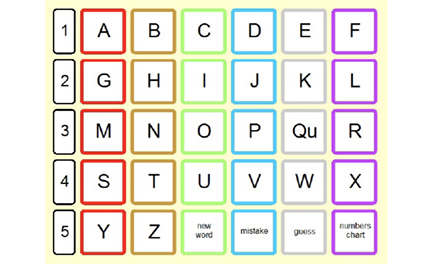 1 A B C D E F
2 G H I J K L
3 M N O P Qu R
4 S T U V W X
5 Y Z new word mistake guess numbers chart